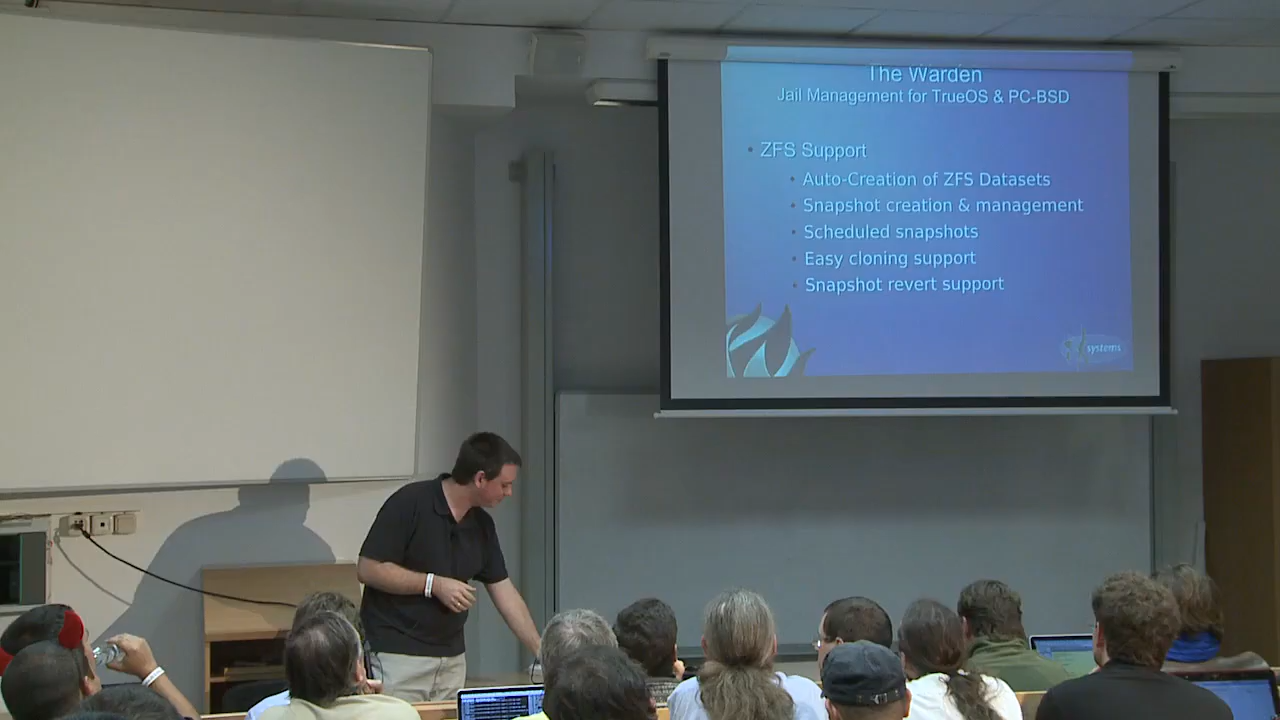 The Warden
Jail Management for TrueOS & PC-BSD
• ZFS Support
• Auto-Creation of ZFS Datasets
• Snapshot creation & management
• Scheduled snapshots
• Easy cloning support
• Snapshot revert support
systems